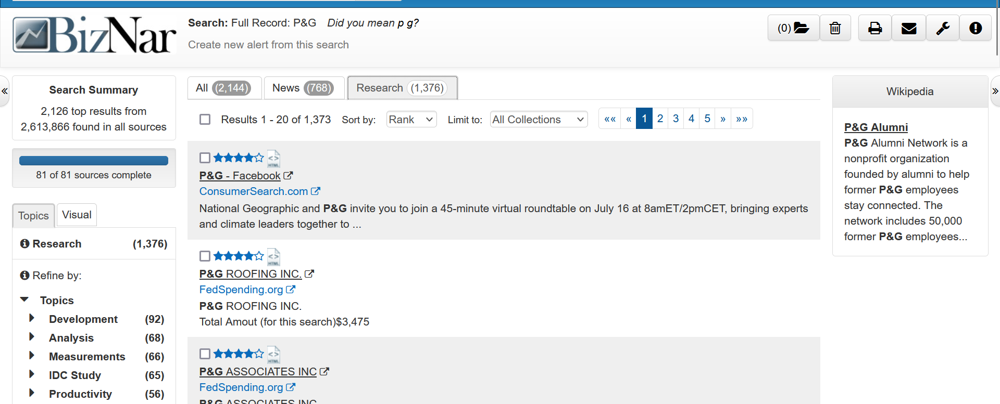 BizNar
Search: Full Record: P&G Did you mean p g?
Create new alert from this search
(0)
«
Search Summary
2,126 top results from
2,613,866 found in all sources
81 of 81 sources complete
Topics Visual
Research (1,376)
Refine by:
Topics
Development (92)
Analysis (68)
Measurements (66)
IDC Study (65)
Productivity (56)
All (2,144) News (768) Research (1,376)
Results 1 - 20 of 1,373 Sort by: Rank Limit to: All Collections «« « 1 2 3 4 5 » »»
<> HTML
P&G - Facebook
ConsumerSearch.com
National Geographic and P&G invite you to join a 45-minute virtual roundtable on July 16 at 8amET/2pmCET, bringing experts
and climate leaders together to ...
<> HTML
P&G ROOFING INC.
FedSpending.org
P&G ROOFING INC.
Total Amout (for this search)$3,475
<> HTML
P&G ASSOCIATES INC
FedSpending.org
P&G ASSOCIATES INC
Wikipedia
»
P&G Alumni
P&G Alumni Network is a
nonprofit organization
founded by alumni to help
former P&G employees
stay connected. The
network includes 50,000
former P&G employees...